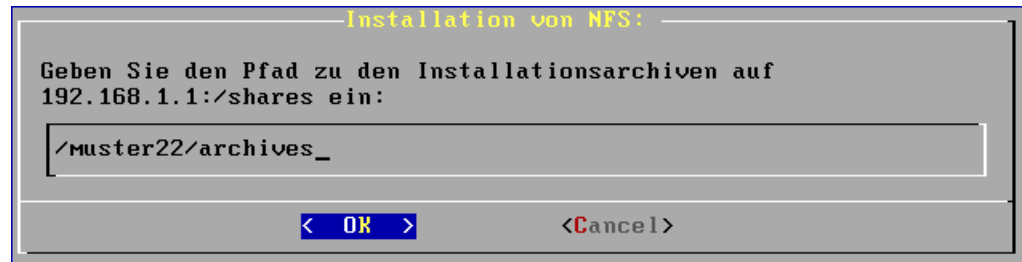 Installation von NFS:
Geben Sie den Pfad zu den Installationsarchiven auf
192.168.1.1:/shares ein:
/muster22/archives_
< OK > <Cancel>